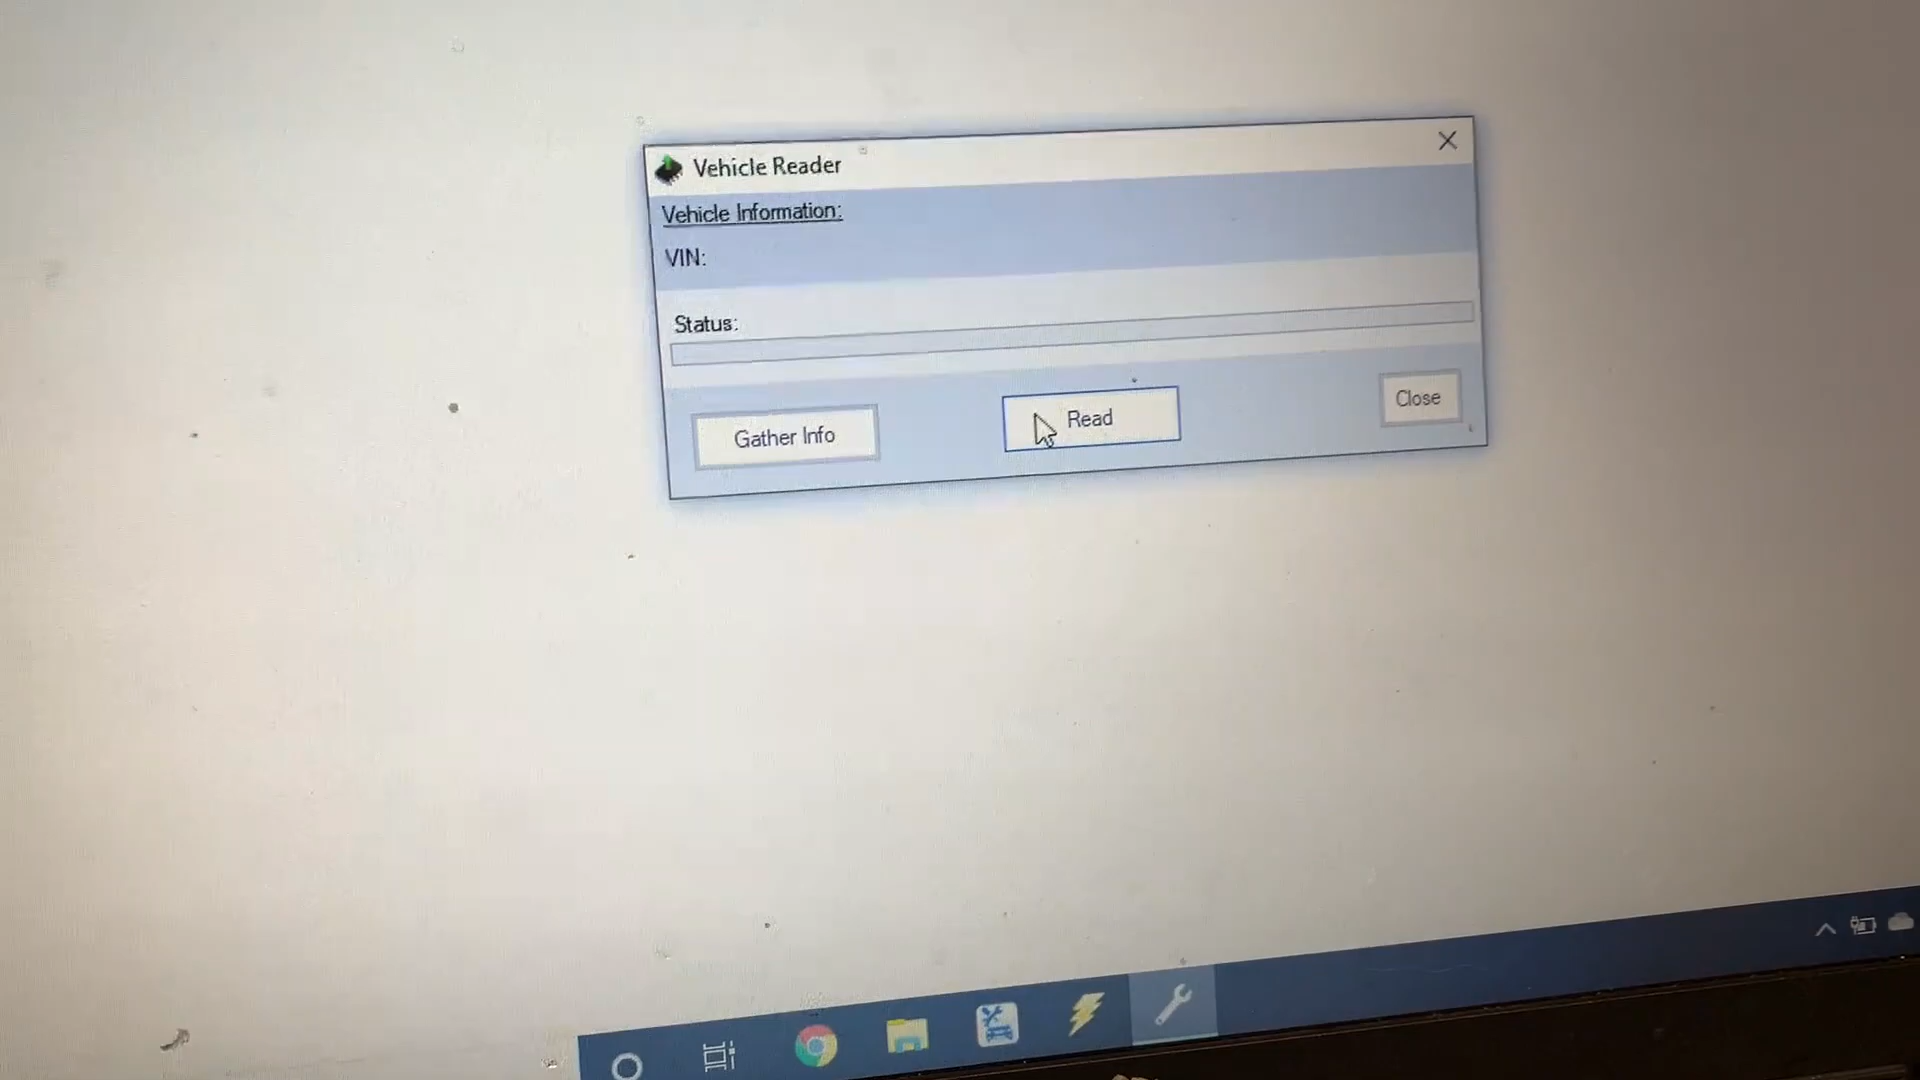 Vehicle Reader
Vehicle Information:
VIN:
Status:
Gather Info
Read
Close